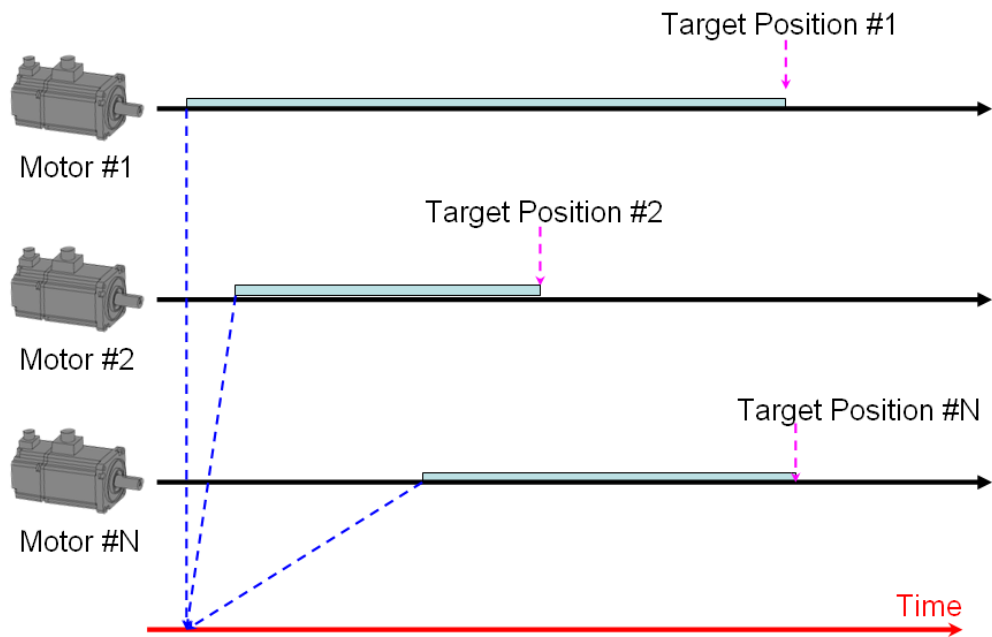 Target Position #1
Motor #1
Target Position #2
Motor #2
Target Position #N
Motor #N
Time